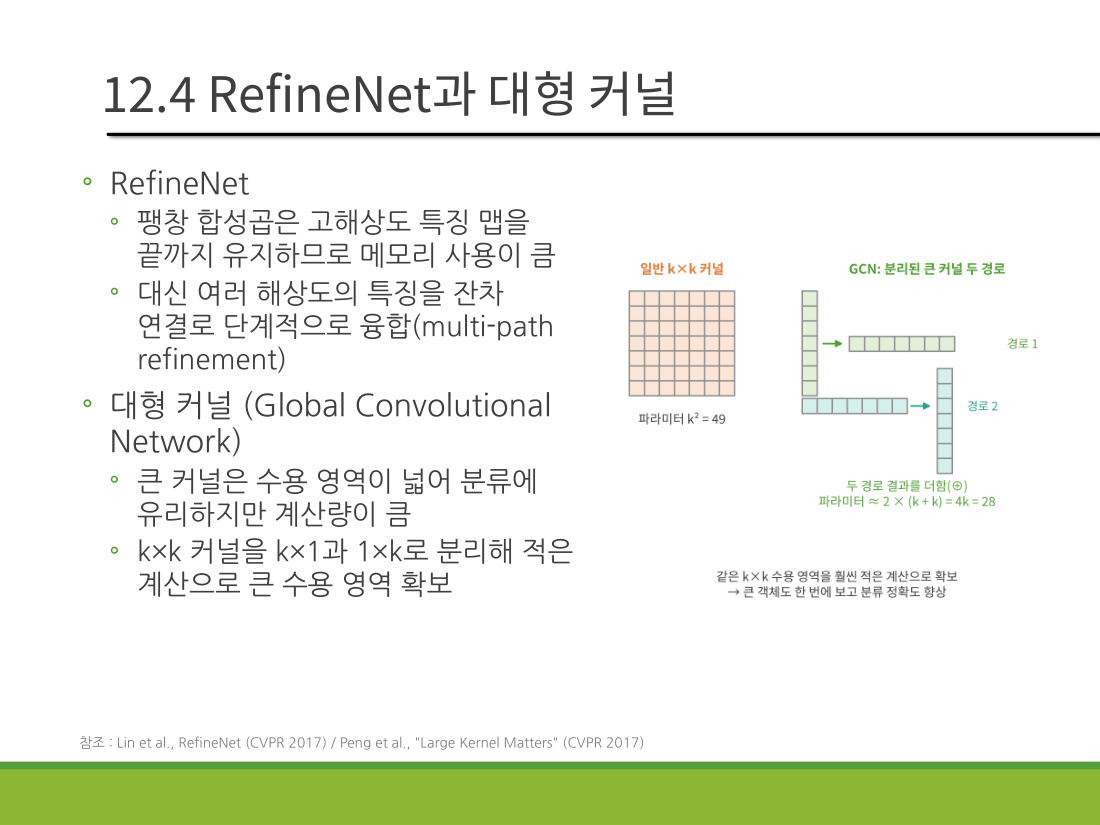 12.4 RefineNet과 대형 커널
RefineNet
팽창 합성곱은 고해상도 특징 맵을
끝까지 유지하므로 메모리 사용이 큼
대신 여러 해상도의 특징을 잔차
연결로 단계적으로 융합(multi-path
refinement)
대형 커널 (Global Convolutional
Network)
큰 커널은 수용 영역이 넓어 분류에
유리하지만 계산량이 큼
k×k 커널을 k×1과 1×k로 분리해 적은
계산으로 큰 수용 영역 확보
일반 k×k 커널
파라미터 k² = 49
GCN: 분리된 큰 커널 두 경로
경로 1
경로 2
두 경로 결과를 더함(⊕)
파라미터 ≈ 2 × (k + k) = 4k = 28
같은 k×k 수용 영역을 훨씬 적은 계산으로 확보
→ 큰 객체도 한 번에 보고 분류 정확도 향상
참조 : Lin et al., RefineNet (CVPR 2017) / Peng et al., "Large Kernel Matters" (CVPR 2017)